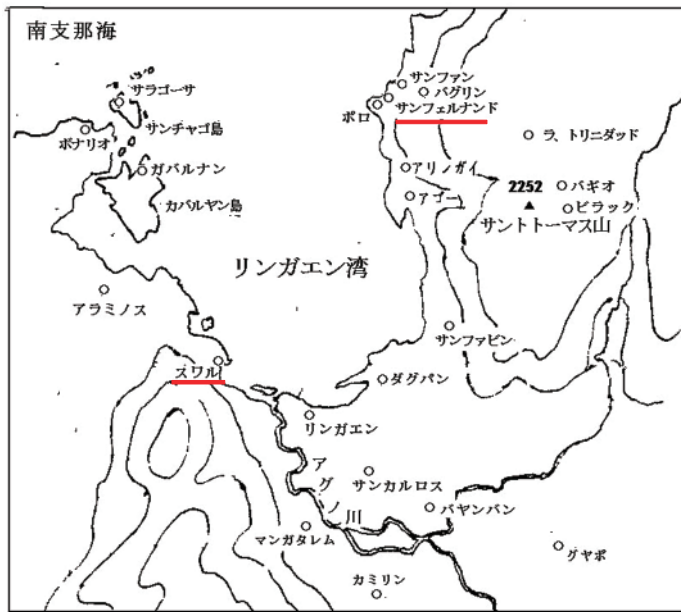 南支那海
サラゴーサ
サンチャゴ島
ボナリオ
ガバルナン
カバルヤン島
サンファン
バグリン
サンフェルナンド
ポロ
ラ、トリニダッド
アリンガイ
アゴー
2252
バギオ
ビラック
サントトーマス山
リンガエン湾
アラミノス
サンファビン
スワル
ダグパン
リンガエン
アグノ川
サンカルロス
バヤンバン
マンガタレム
グヤポ
カミリン